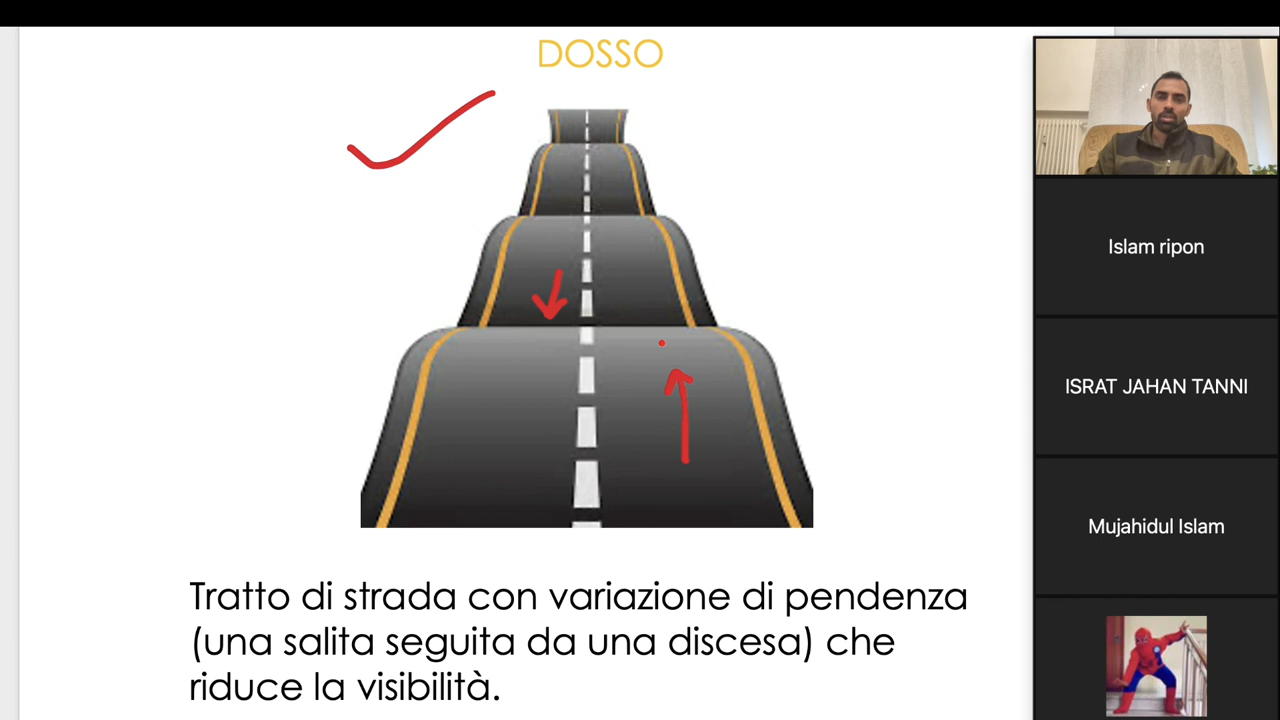 DOSSO
Tratto di strada con variazione di pendenza
(una salita seguita da una discesa) che
riduce la visibilità.
Islam ripon
ISRAT JAHAN TANNI
Mujahidul Islam